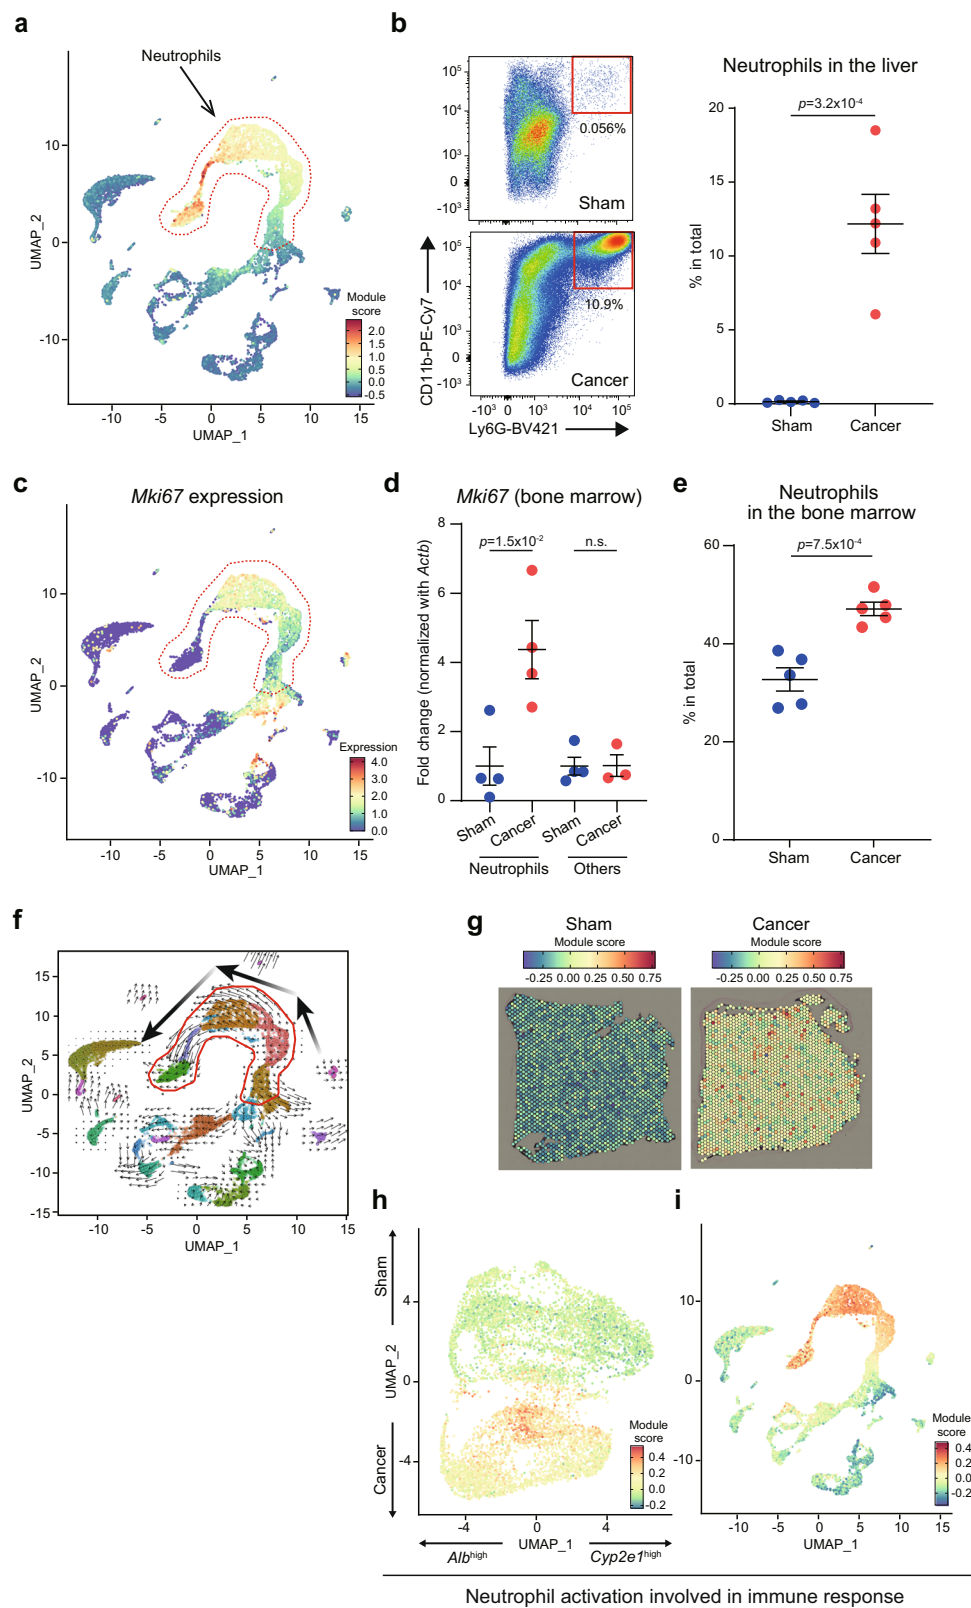 a
Neutrophils
UMAP_2
10
0
-10
-10
-5
0
5
10
15
UMAP_1
Module
score
2.0
1.5
1.0
0.5
0.0
-0.5
b
10⁵
10⁴
10³
0
-10³
0.056%
Sham
10⁵
10⁴
10³
0
-10³
10.9%
Cancer
-10³
0
10³
10⁴
10⁵
CD11b-PE-Cy7
Ly6G-BV421
Neutrophils in the liver
p=3.2x10⁻⁴
% in total
20
15
10
5
0
Sham
Cancer
c
Mki67 expression
UMAP_2
10
0
-10
-10
-5
0
5
10
15
UMAP_1
Expression
4.0
3.0
2.0
1.0
0.0
d
Mki67 (bone marrow)
Fold change (normalized with Actb)
8
6
4
2
0
p=1.5x10⁻²
n.s.
Sham
Cancer
Sham
Cancer
Neutrophils
Others
e
Neutrophils
in the bone marrow
p=7.5x10⁻⁴
% in total
60
40
20
0
Sham
Cancer
f
UMAP_2
15
10
5
0
-5
-10
-15
-10
-5
0
5
10
15
UMAP_1
g
Sham
Module score
-0.25 0.00 0.25 0.50 0.75
Cancer
Module score
-0.25 0.00 0.25 0.50 0.75
h
Sham
Cancer
UMAP_2
4
0
-4
-4
0
4
UMAP_1
Albʰⁱᵍʰ
Cyp2e1ʰⁱᵍʰ
Module
score
0.4
0.2
0.0
-0.2
i
10
0
-10
-10
-5
0
5
10
15
UMAP_1
Module
score
0.4
0.2
0.0
-0.2
Neutrophil activation involved in immune response